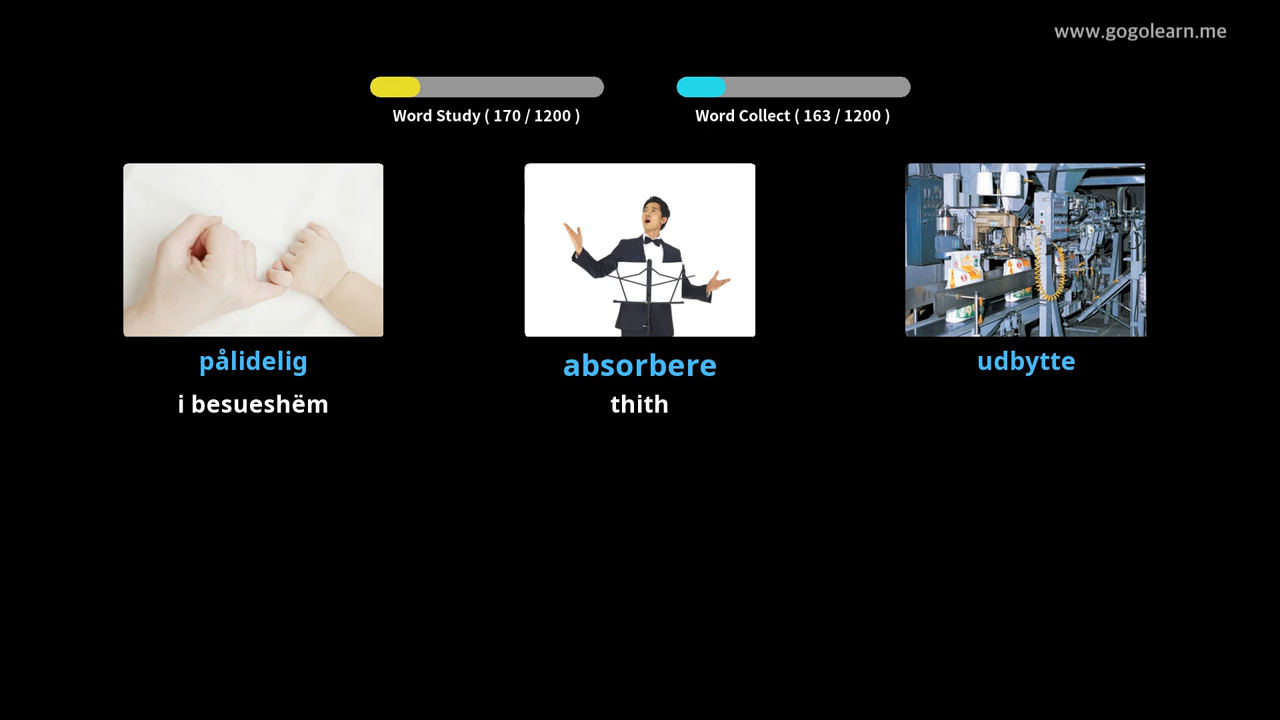 www.gogolearn.me
Word Study ( 170 / 1200 )
Word Collect ( 163 / 1200 )
pålidelig
absorbere
udbytte
i besueshëm
thith